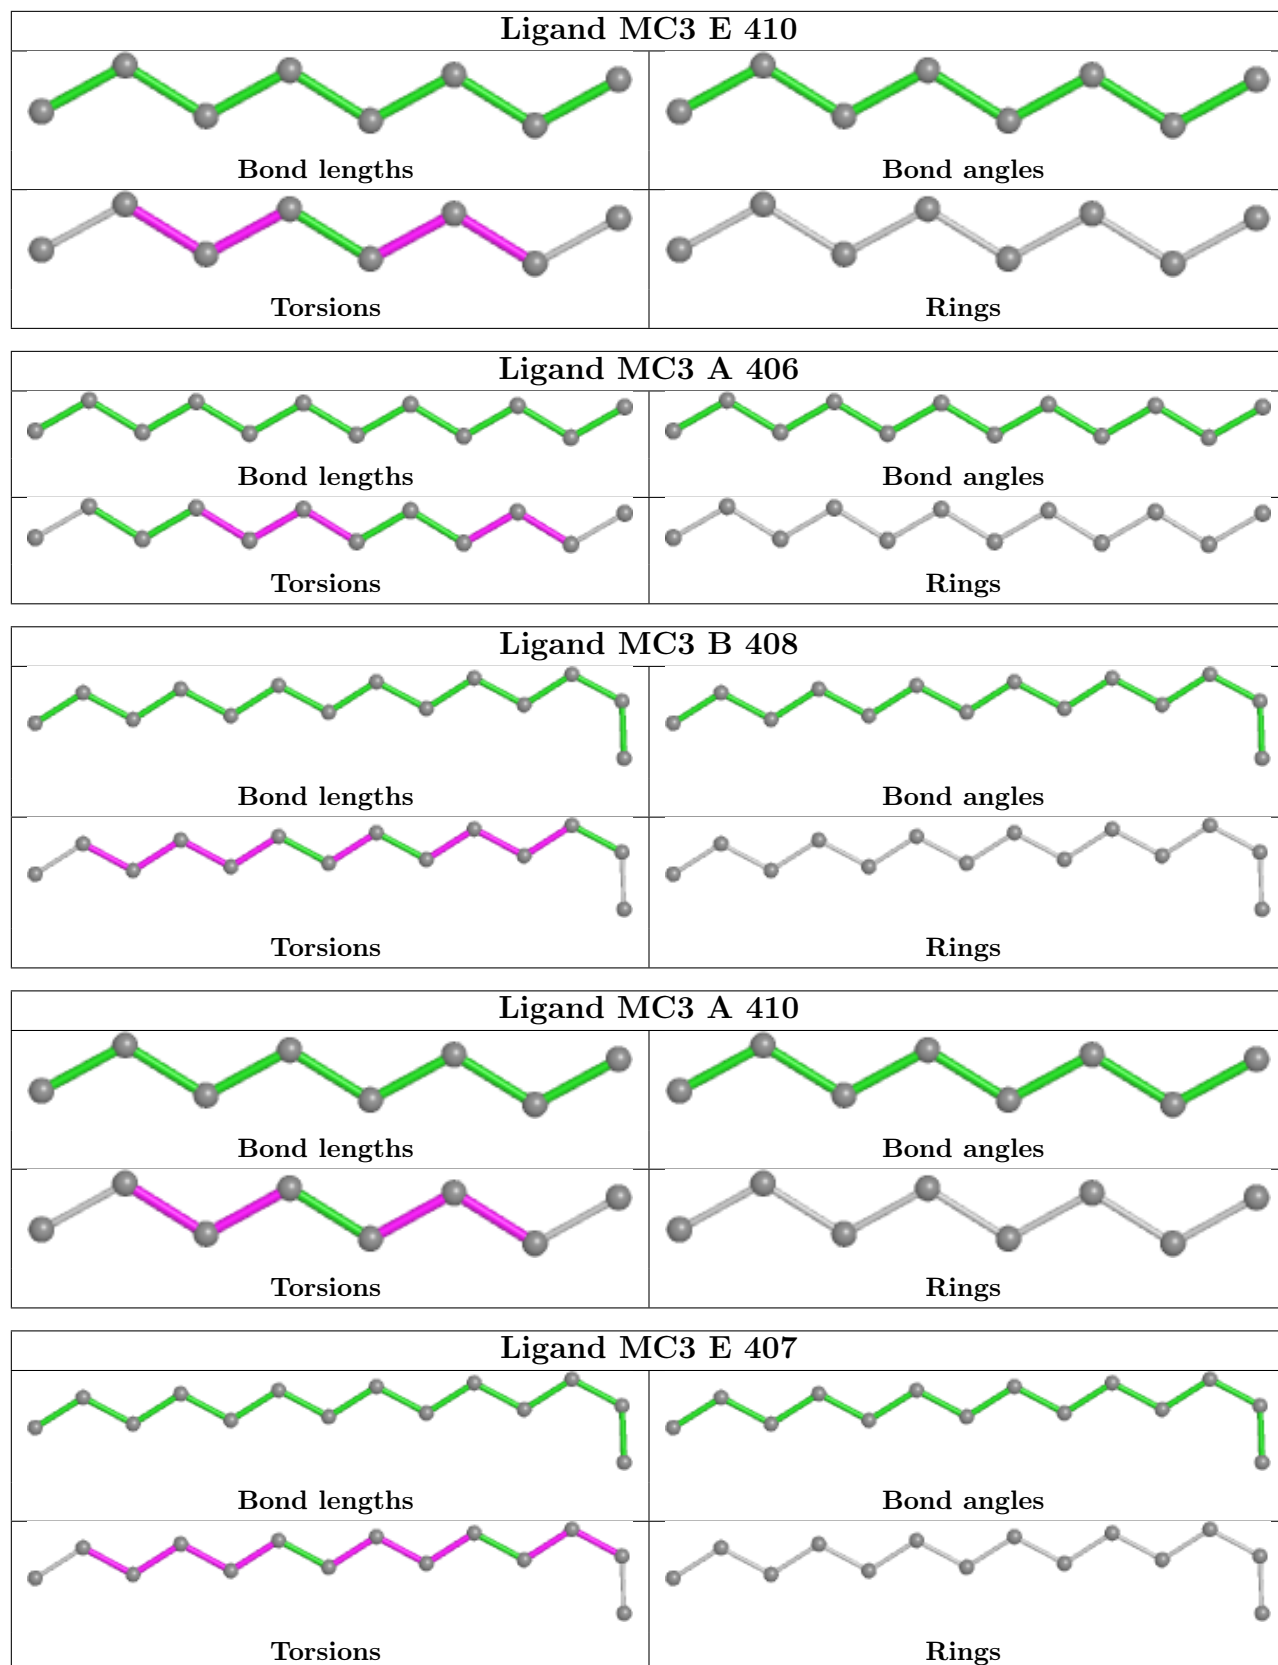 Ligand MC3 E 410
Bond lengths
Bond angles
Torsions
Rings
Ligand MC3 A 406
Bond lengths
Bond angles
Torsions
Rings
Ligand MC3 B 408
Bond lengths
Bond angles
Torsions
Rings
Ligand MC3 A 410
Bond lengths
Bond angles
Torsions
Rings
Ligand MC3 E 407
Bond lengths
Bond angles
Torsions
Rings